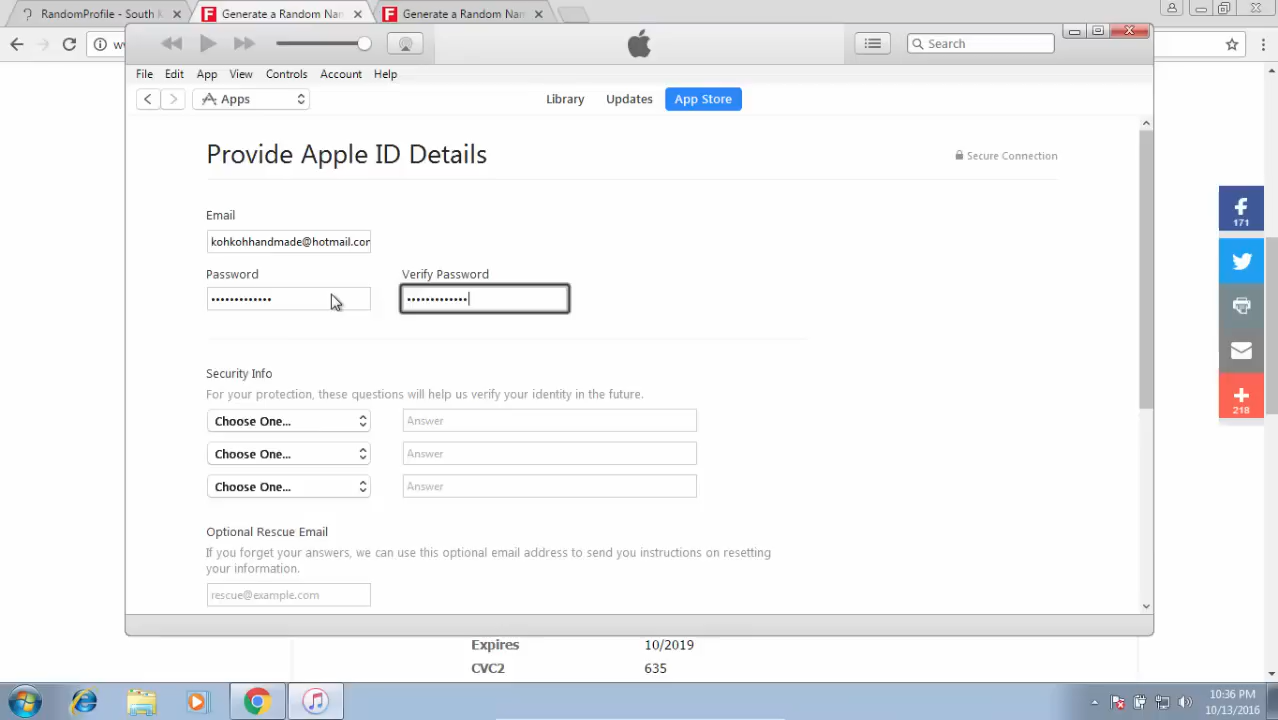 RandomProfile - South K
Generate a Random Nam
Generate a Random Nam
w
File Edit App View Controls Account Help
Search
Apps
Library Updates App Store
Provide Apple ID Details
Secure Connection
Email
kohkohhandmade@hotmail.com
Password Verify Password
Security Info
For your protection, these questions will help us verify your identity in the future.
Choose One... Answer
Choose One... Answer
Choose One... Answer
Optional Rescue Email
If you forget your answers, we can use this optional email address to send you instructions on resetting
your information.
rescue@example.com
Expires 10/2019
CVC2 635
171
218
10:36 PM
10/13/2016